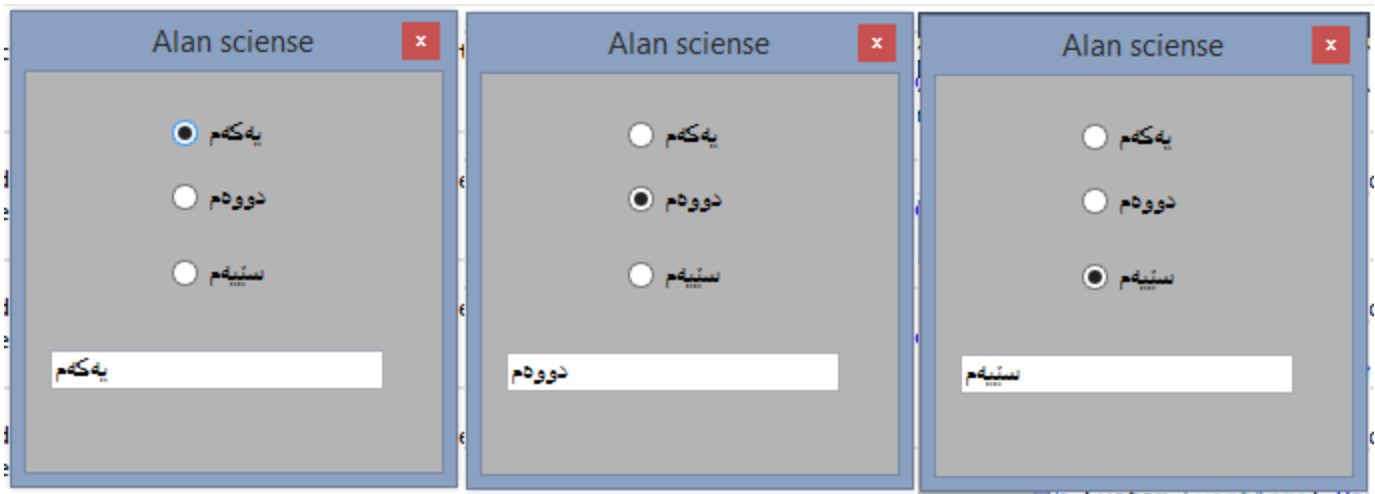 Alan sciense
x
یەکەم
دووەم
سێیەم
یەکەم
Alan sciense
x
یەکەم
دووەم
سێیەم
دووەم
Alan sciense
x
یەکەم
دووەم
سێیەم
سێیەم